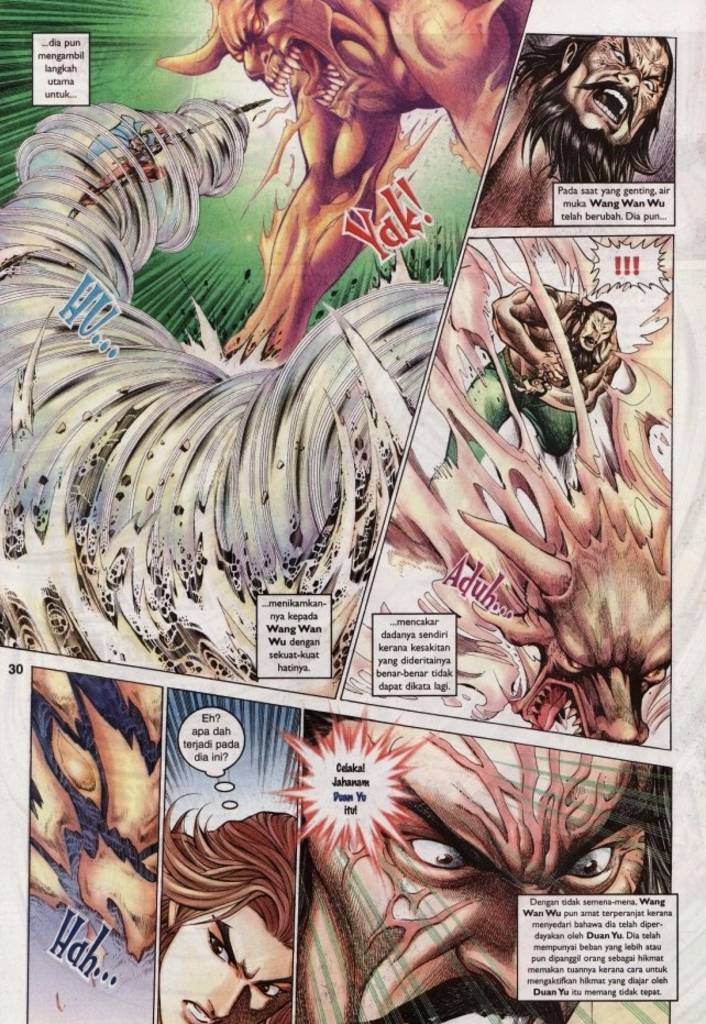 ...dia pun
mengambil
langkah
utama
untuk...
Yak!
HU...
Pada saat yang genting, air
muka Wang Wan Wu
telah berubah. Dia pun...
!!!
Aduh...
...menikamkan-
nya kepada
Wang Wan
Wu dengan
sekuat-kuat
hatinya.
...mencakar
dadanya sendiri
kerana kesakitan
yang dideritainya
benar-benar tidak
dapat dikata lagi.
30
Hah...
Eh?
apa dah
terjadi pada
dia ini?
Celaka!
Jahanam
Duan Yu
itu!
Dengan tidak semena-mena, Wang
Wan Wu pun amat terperanjat kerana
menyedari bahawa dia telah diper-
dayakan oleh Duan Yu. Dia telah
mempunyai beban yang lebih atau
pun dipanggil orang sebagai hikmat
memakan tuannya kerana cara untuk
mengaktifkan hikmat yang diajar oleh
Duan Yu itu memang tidak tepat.